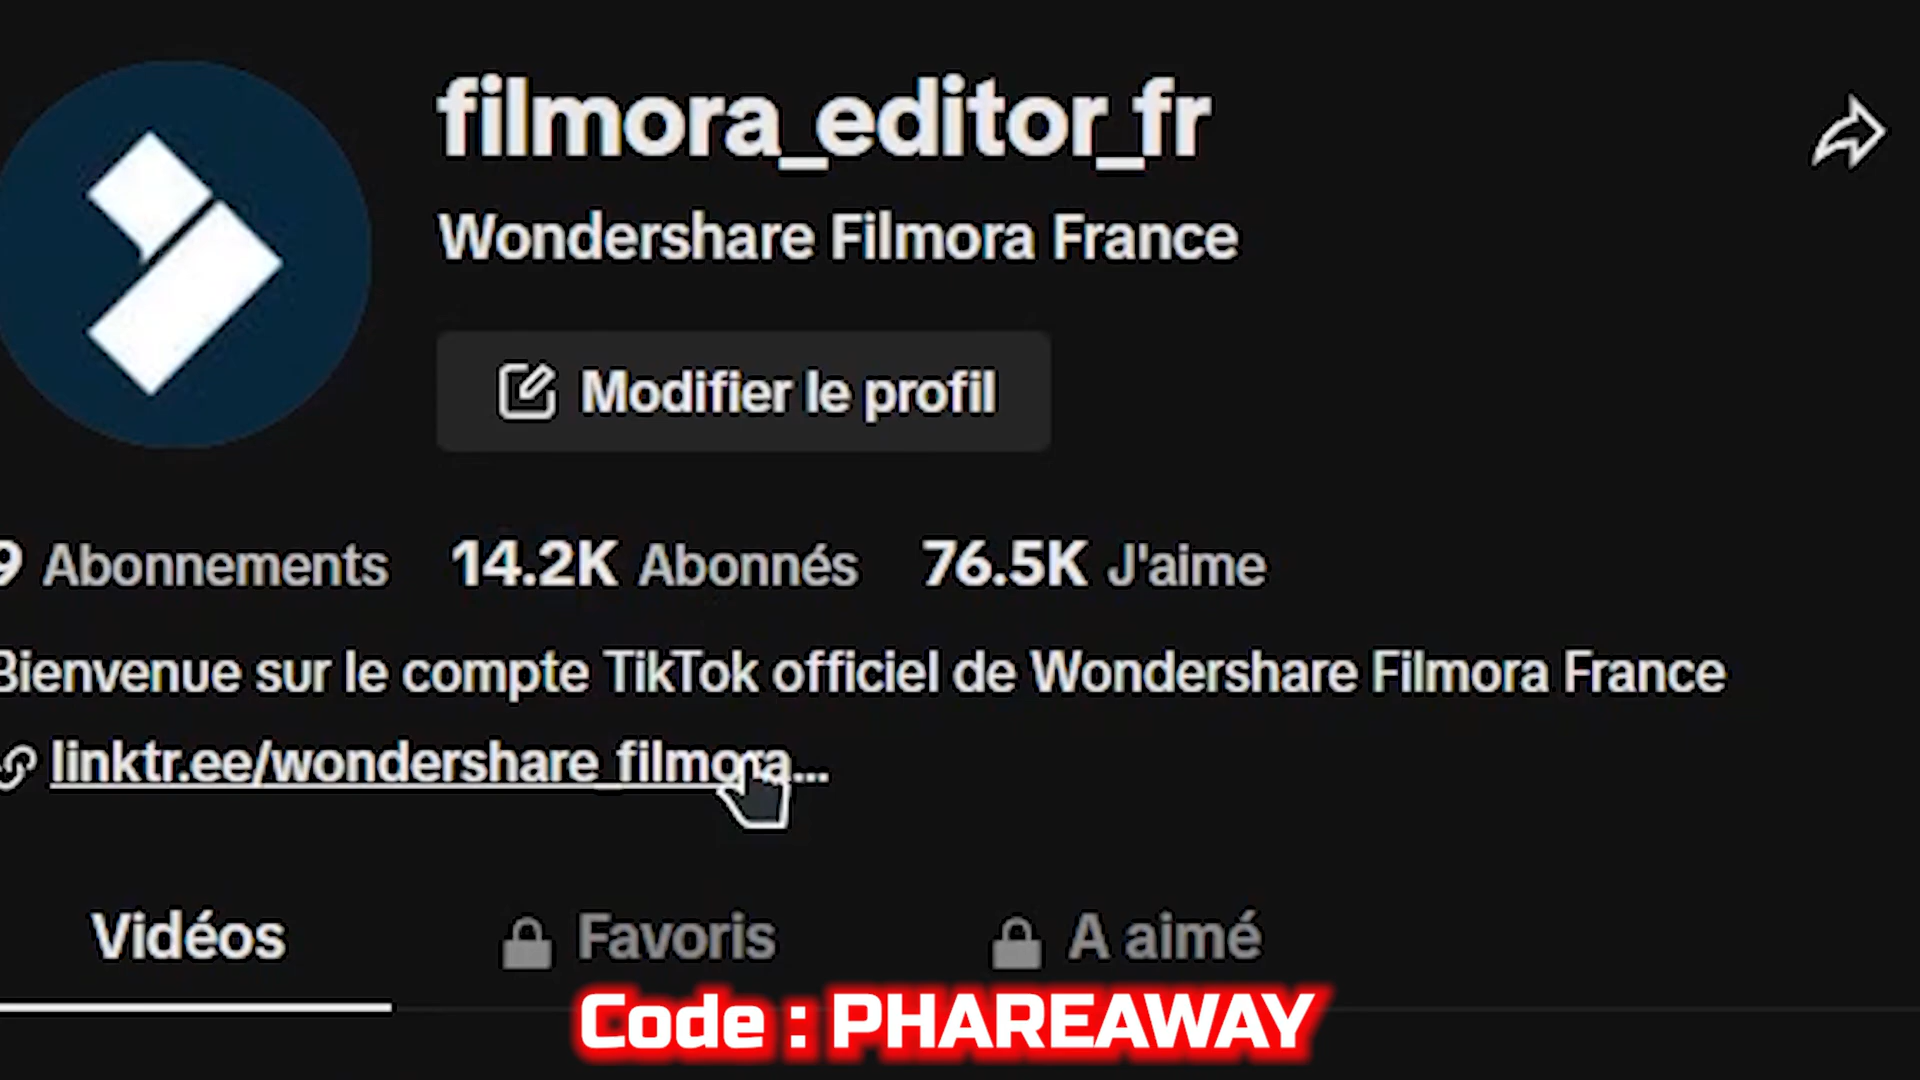 filmora_editor_fr
Wondershare Filmora France
Modifier le profil
9 Abonnements 14.2K Abonnés 76.5K J'aime
Bienvenue sur le compte TikTok officiel de Wondershare Filmora France
linktr.ee/wondershare_filmora...
Vidéos Favoris A aimé
Code : PHAREAWAY